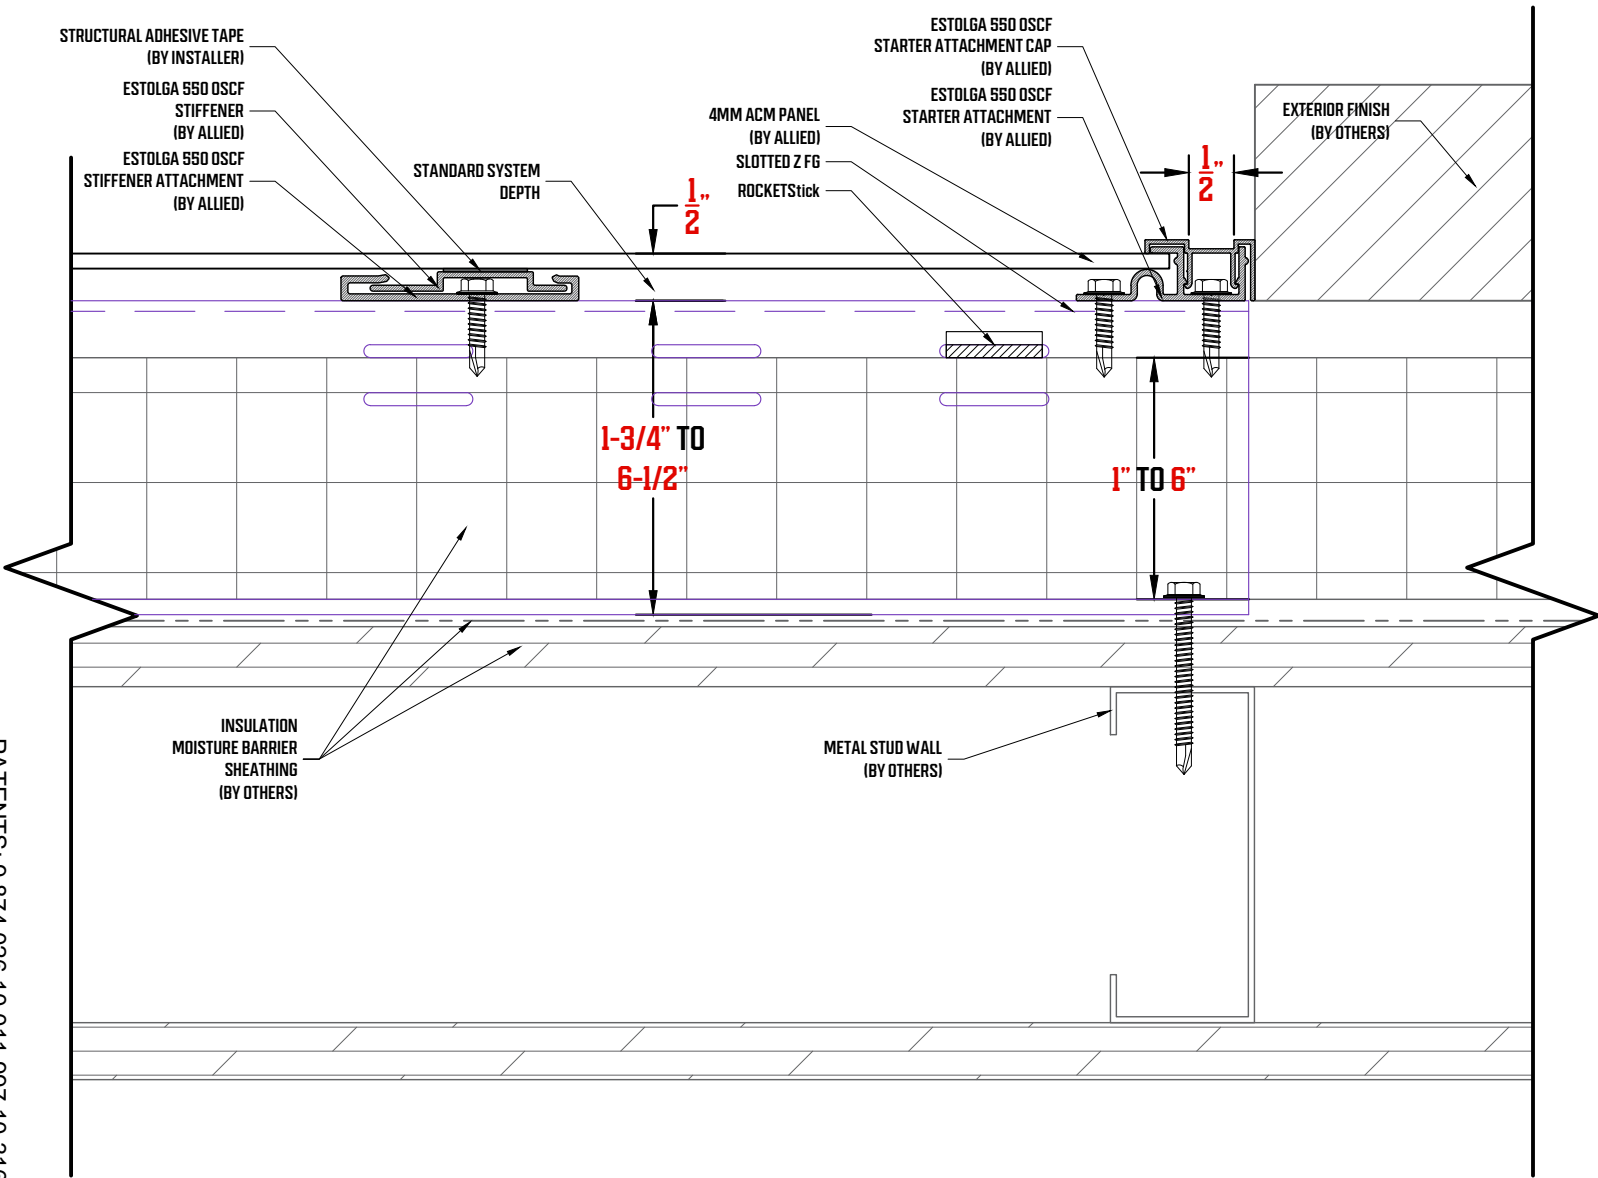 STRUCTURAL ADHESIVE TAPE
(BY INSTALLER)
ESTOLGA 550 OSCF
STIFFENER
(BY ALLIED)
ESTOLGA 550 OSCF
STIFFENER ATTACHMENT
(BY ALLIED)
STANDARD SYSTEM
DEPTH
1/2"
4MM ACM PANEL
(BY ALLIED)
SLOTTED Z FG
ROCKETStick
ESTOLGA 550 OSCF
STARTER ATTACHMENT CAP
(BY ALLIED)
ESTOLGA 550 OSCF
STARTER ATTACHMENT
(BY ALLIED)
1/2"
EXTERIOR FINISH
(BY OTHERS)
1-3/4" TO
6-1/2"
1" TO 6"
INSULATION
MOISTURE BARRIER
SHEATHING
(BY OTHERS)
METAL STUD WALL
(BY OTHERS)